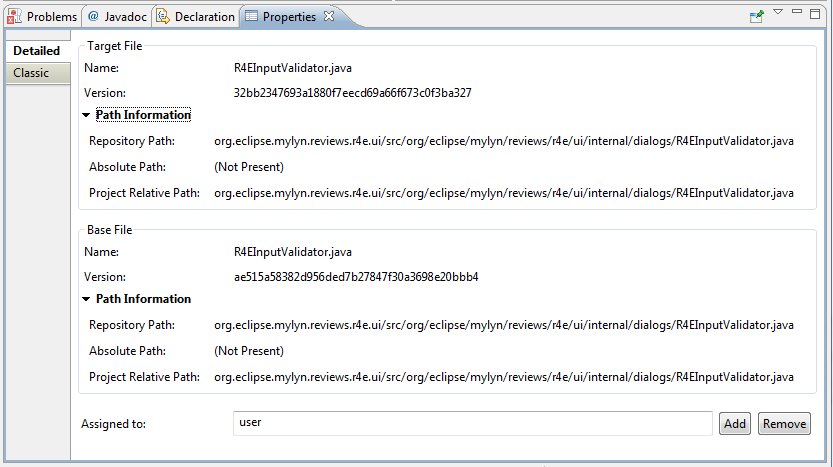 Problems @ Javadoc Declaration Properties
Detailed
Classic
Target File
Name: R4EInputValidator.java
Version: 32bb2347693a1880f7eecd69a66f673c0f3ba327
Path Information
Repository Path: org.eclipse.mylyn.reviews.r4e.ui/src/org/eclipse/mylyn/reviews/r4e/ui/internal/dialogs/R4EInputValidator.java
Absolute Path: (Not Present)
Project Relative Path: org.eclipse.mylyn.reviews.r4e.ui/src/org/eclipse/mylyn/reviews/r4e/ui/internal/dialogs/R4EInputValidator.java
Base File
Name: R4EInputValidator.java
Version: ae515a58382d956ded7b27847f30a3698e20bbb4
Path Information
Repository Path: org.eclipse.mylyn.reviews.r4e.ui/src/org/eclipse/mylyn/reviews/r4e/ui/internal/dialogs/R4EInputValidator.java
Absolute Path: (Not Present)
Project Relative Path: org.eclipse.mylyn.reviews.r4e.ui/src/org/eclipse/mylyn/reviews/r4e/ui/internal/dialogs/R4EInputValidator.java
Assigned to: user Add Remove